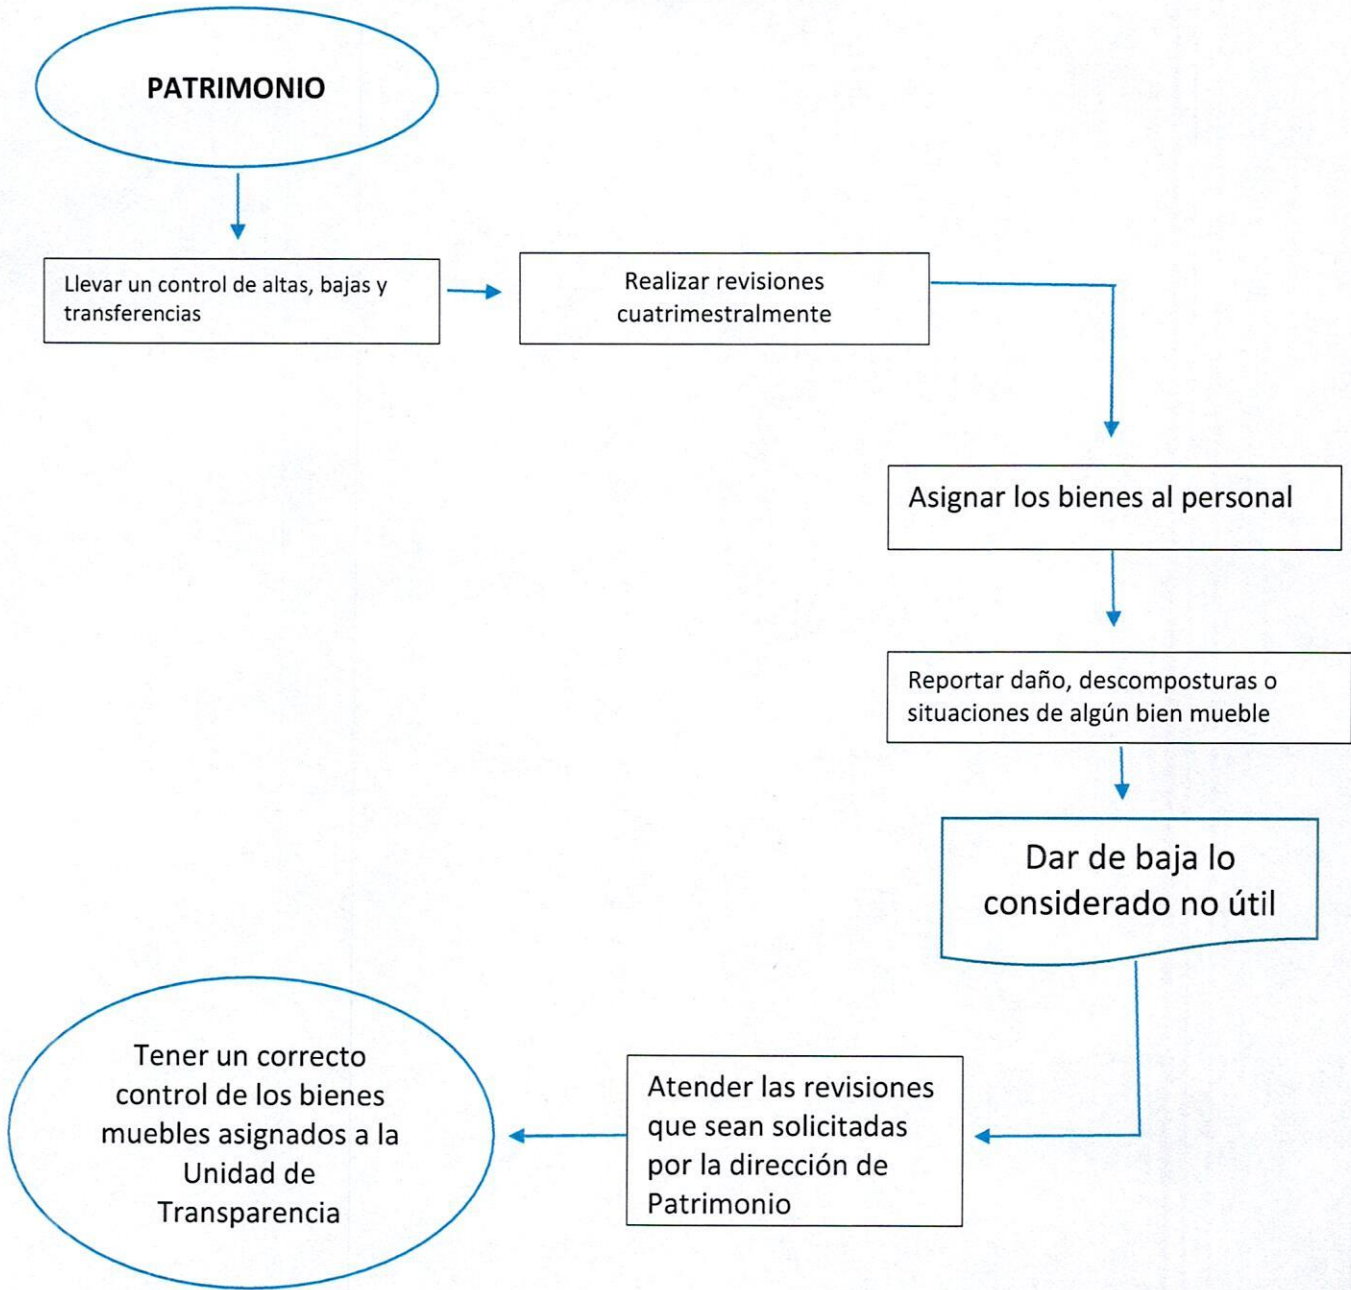 PATRIMONIO
Llevar un control de altas, bajas y
transferencias
Realizar revisiones
cuatrimestralmente
Asignar los bienes al personal
Reportar daño, descomposturas o
situaciones de algún bien mueble
Dar de baja lo
considerado no útil
Atender las revisiones
que sean solicitadas
por la dirección de
Patrimonio
Tener un correcto
control de los bienes
muebles asignados a la
Unidad de
Transparencia